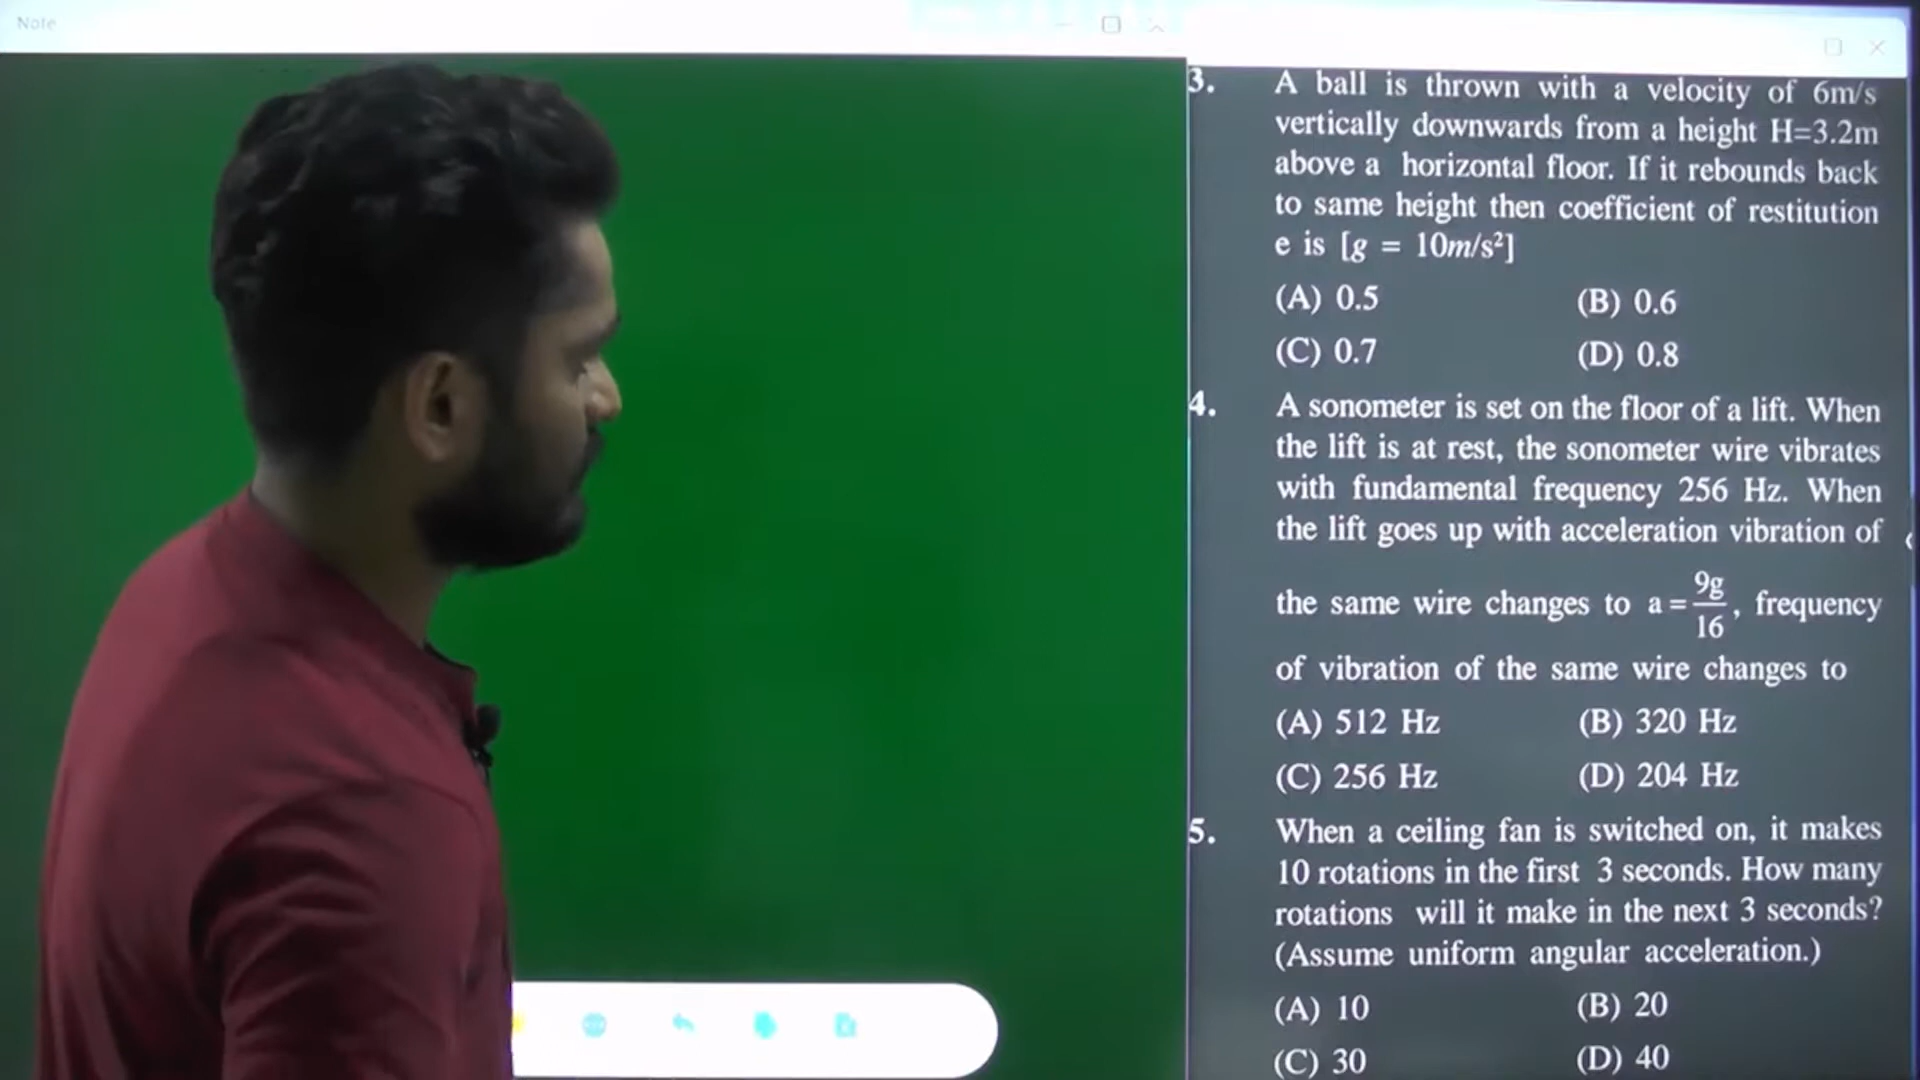 Note
3. A ball is thrown with a velocity of 6m/s
vertically downwards from a height H=3.2m
above a horizontal floor. If it rebounds back
to same height then coefficient of restitution
e is [g = 10m/s²]
(A) 0.5 (B) 0.6
(C) 0.7 (D) 0.8
4. A sonometer is set on the floor of a lift. When
the lift is at rest, the sonometer wire vibrates
with fundamental frequency 256 Hz. When
the lift goes up with acceleration vibration of
the same wire changes to a = 9g/16, frequency
of vibration of the same wire changes to
(A) 512 Hz (B) 320 Hz
(C) 256 Hz (D) 204 Hz
5. When a ceiling fan is switched on, it makes
10 rotations in the first 3 seconds. How many
rotations will it make in the next 3 seconds?
(Assume uniform angular acceleration.)
(A) 10 (B) 20
(C) 30 (D) 40